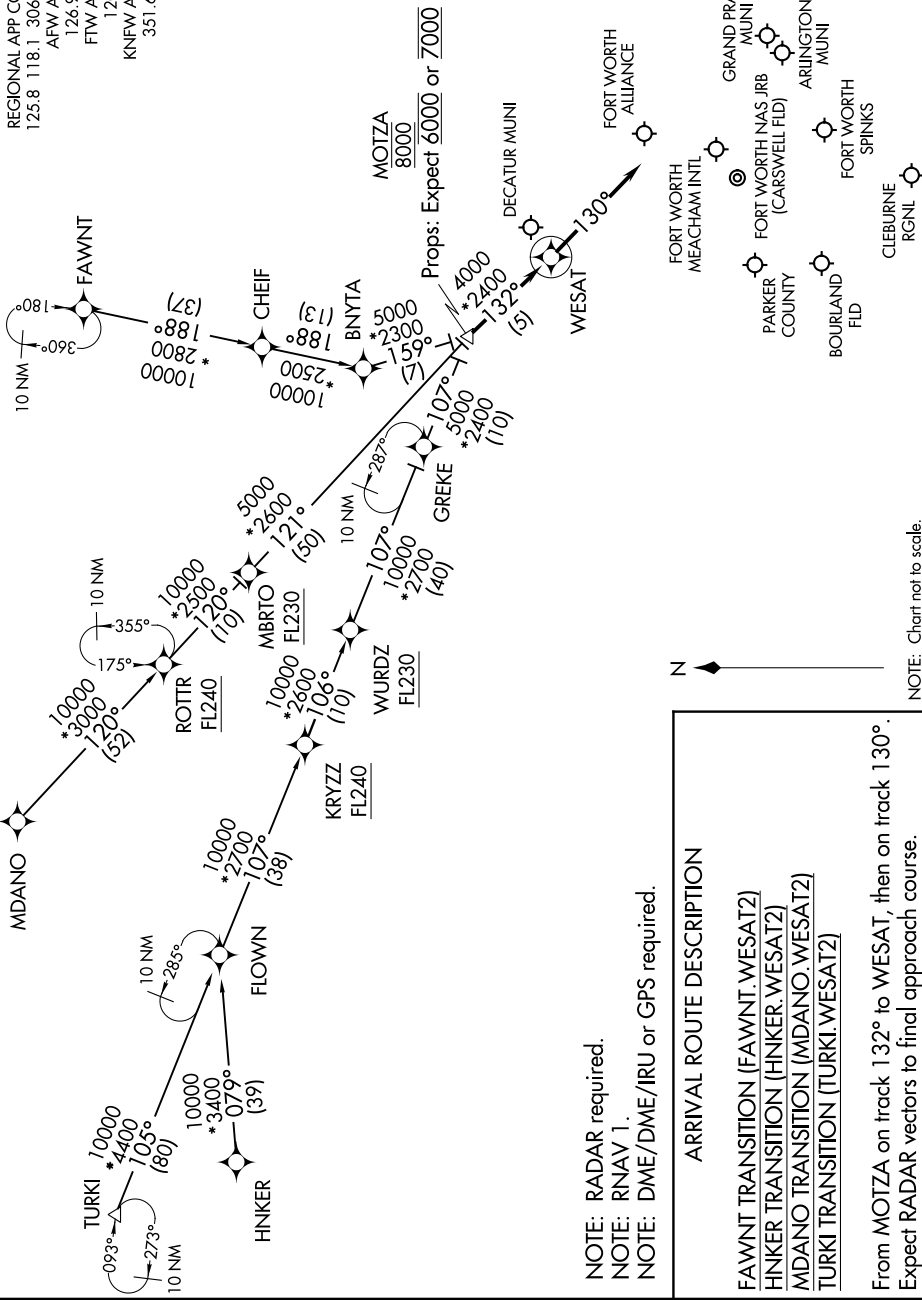 REGIONAL APP CO
125.8 118.1 306
AFW A
126.9
FTW A
12
KNFW A
351.6
FAWNT
10 NM
180°
360°
10000
*2800
188°
(37)
CHEIF
10000
*2500
188°
(13)
BNYTA
5000
*2300
159°
(7)
MOTZA
8000
Props: Expect 6000 or 7000
4000
*2400
132°
(5)
DECATUR MUNI
WESAT
130°
FORT WORTH
ALLIANCE
FORT WORTH
MEACHAM INTL
GRAND PRA
MUNI
ARLINGTON
MUNI
FORT WORTH NAS JRB
(CARSWELL FLD)
FORT WORTH
SPINKS
PARKER
COUNTY
BOURLAND
FLD
CLEBURNE
RGNL
MDANO
10000
*3000
120°
(52)
ROTTR
FL240
10 NM
355°
175°
10000
*2500
120°
(10)
MBRTO
FL230
5000
*2600
121°
(50)
TURKI
093°
273°
10 NM
10000
*4400
105°
(80)
HNKER
10000
*3400
079°
(39)
FLOWN
10 NM
285°
10000
*2700
107°
(38)
KRYZZ
FL240
10000
*2600
106°
(10)
WURDZ
FL230
107°
10000
*2700
(40)
GREKE
10 NM
287°
107°
5000
*2400
(10)
N
NOTE: Chart not to scale.
NOTE: RADAR required.
NOTE: RNAV 1.
NOTE: DME/DME/IRU or GPS required.
ARRIVAL ROUTE DESCRIPTION
FAWNT TRANSITION (FAWNT.WESAT2)
HNKER TRANSITION (HNKER.WESAT2)
MDANO TRANSITION (MDANO.WESAT2)
TURKI TRANSITION (TURKI.WESAT2)
From MOTZA on track 132° to WESAT, then on track 130°.
Expect RADAR vectors to final approach course.